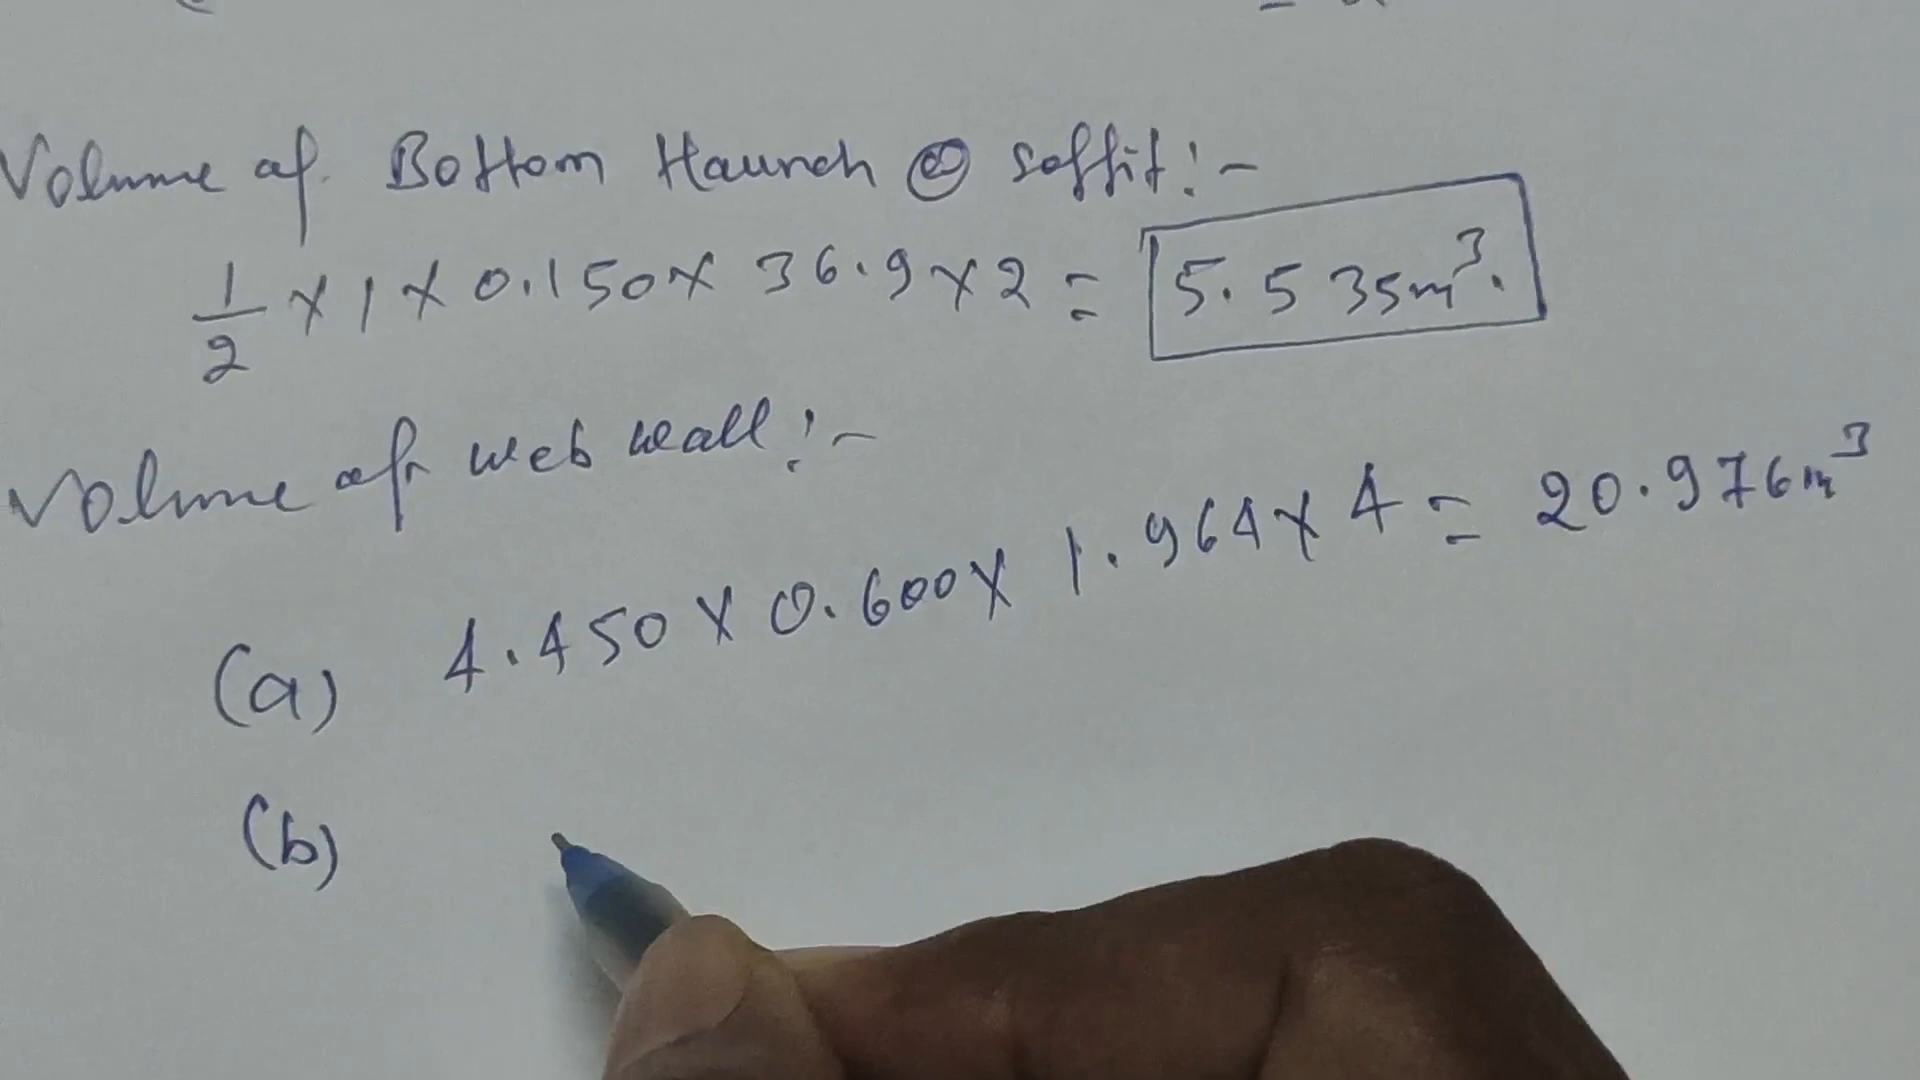 Volume of Bottom Haunch @ soffit:-
1/2 × 1 × 0.150 × 36.9 × 2 = 5.535m³.
Volume of web wall:-
(a) 4.450 × 0.600 × 1.964 × 4 = 20.976m³
(b)